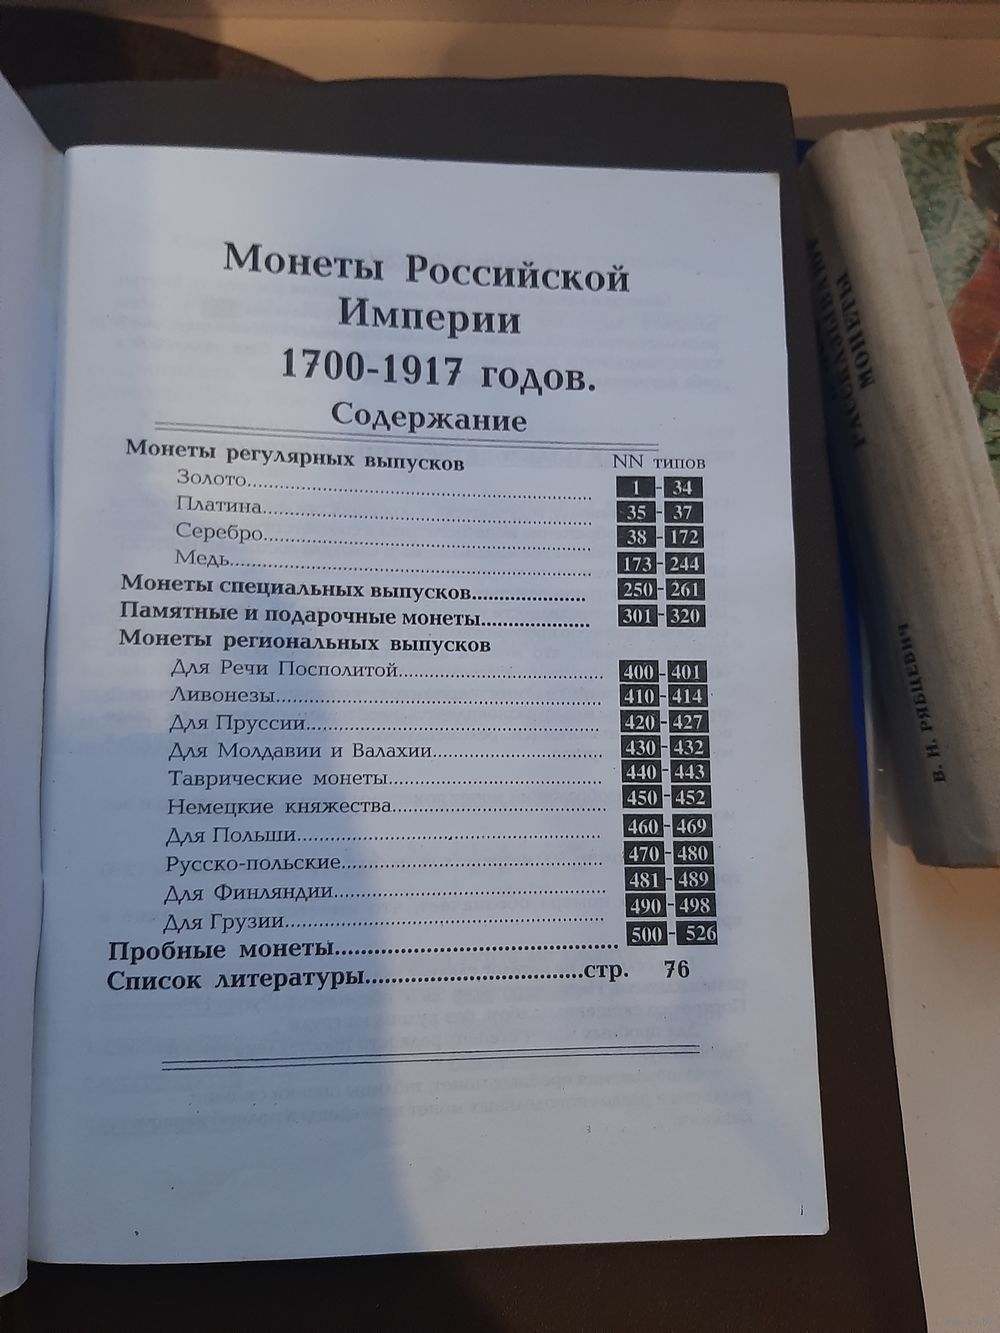 Монеты Российской
Империи
1700-1917 годов.
Содержание
Монеты регулярных выпусков NN типов
Золото 1 - 34
Платина 35 - 37
Серебро 38 - 172
Медь 173 - 244
Монеты специальных выпусков 250 - 261
Памятные и подарочные монеты 301 - 320
Монеты региональных выпусков
Для Речи Посполитой 400 - 401
Ливонезы 410 - 414
Для Пруссии 420 - 427
Для Молдавии и Валахии 430 - 432
Таврические монеты 440 - 443
Немецкие княжества 450 - 452
Для Польши 460 - 469
Русско-польские 470 - 480
Для Финляндии 481 - 489
Для Грузии 490 - 498
Пробные монеты 500 - 526
Список литературы стр. 76
В. Н. РЯБЦЕВИЧ
МОНЕТЫ